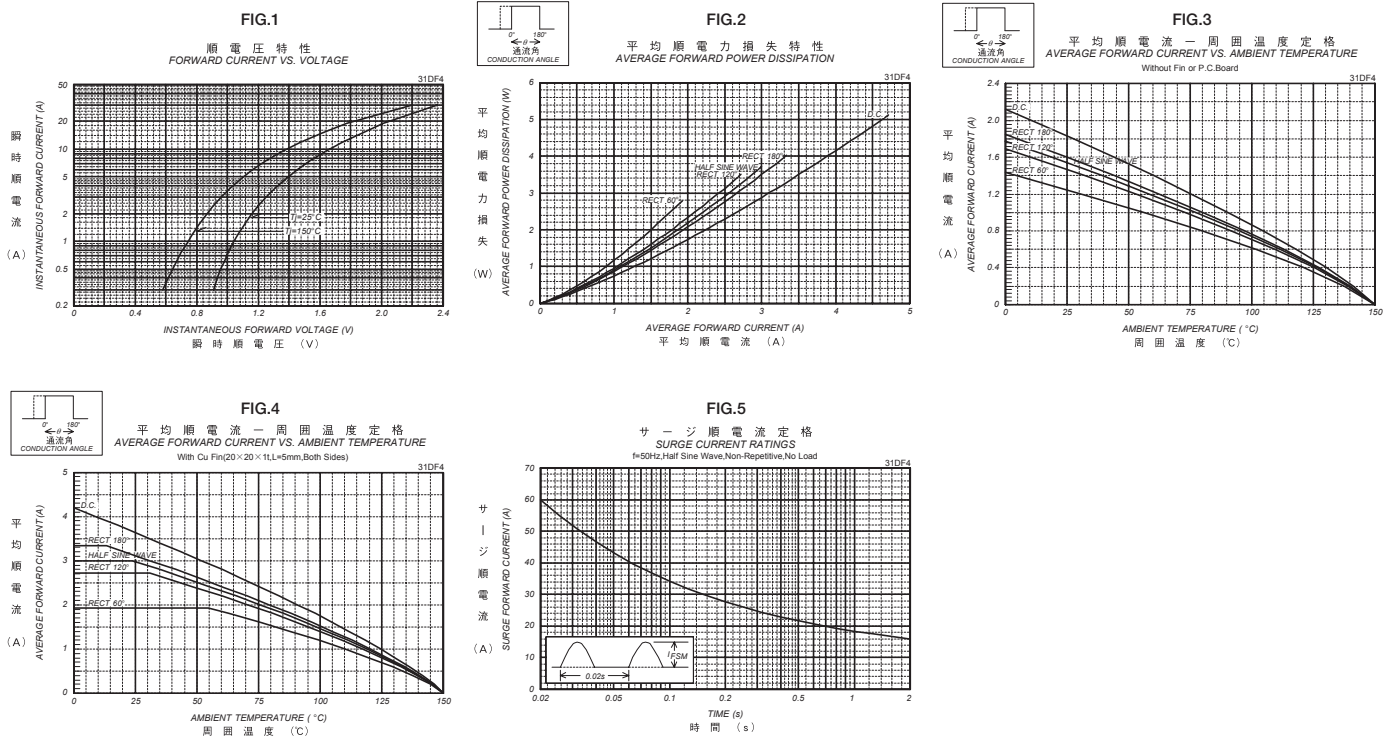 FIG.1
順電圧特性
FORWARD CURRENT VS. VOLTAGE
31DF4
瞬時順電流 (A)
INSTANTANEOUS FORWARD CURRENT (A)
50
20
10
5
2
1
0.5
0.2
Tj=25°C
Tj=150°C
0 0.4 0.8 1.2 1.6 2.0 2.4
INSTANTANEOUS FORWARD VOLTAGE (V)
瞬時順電圧 (V)
0° 180°
θ
通流角
CONDUCTION ANGLE
FIG.2
平均順電力損失特性
AVERAGE FORWARD POWER DISSIPATION
31DF4
平均順電力損失 (W)
AVERAGE FORWARD POWER DISSIPATION (W)
6
5
4
3
2
1
0
D.C.
RECT 180°
HALF SINE WAVE
RECT 120°
RECT 60°
0 1 2 3 4 5
AVERAGE FORWARD CURRENT (A)
平均順電流 (A)
0° 180°
θ
通流角
CONDUCTION ANGLE
FIG.3
平均順電流ー周囲温度定格
AVERAGE FORWARD CURRENT VS. AMBIENT TEMPERATURE
Without Fin or P.C.Board
31DF4
平均順電流 (A)
AVERAGE FORWARD CURRENT (A)
2.4
2.0
1.6
1.2
0.8
0.4
0
D.C.
RECT 180°
RECT 120°
HALF SINE WAVE
RECT 60°
0 25 50 75 100 125 150
AMBIENT TEMPERATURE ( °C)
周囲温度 (℃)
0° 180°
θ
通流角
CONDUCTION ANGLE
FIG.4
平均順電流ー周囲温度定格
AVERAGE FORWARD CURRENT VS. AMBIENT TEMPERATURE
With Cu Fin(20×20×1t,L=5mm,Both Sides)
31DF4
平均順電流 (A)
AVERAGE FORWARD CURRENT (A)
5
4
3
2
1
0
D.C.
RECT 180°
HALF SINE WAVE
RECT 120°
RECT 60°
0 25 50 75 100 125 150
AMBIENT TEMPERATURE ( °C)
周囲温度 (℃)
FIG.5
サージ順電流定格
SURGE CURRENT RATINGS
f=50Hz,Half Sine Wave,Non-Repetitive,No Load
31DF4
サージ順電流 (A)
SURGE FORWARD CURRENT (A)
70
60
50
40
30
20
10
0
IFSM
0.02s
0.02 0.05 0.1 0.2 0.5 1 2
TIME (s)
時間 (s)